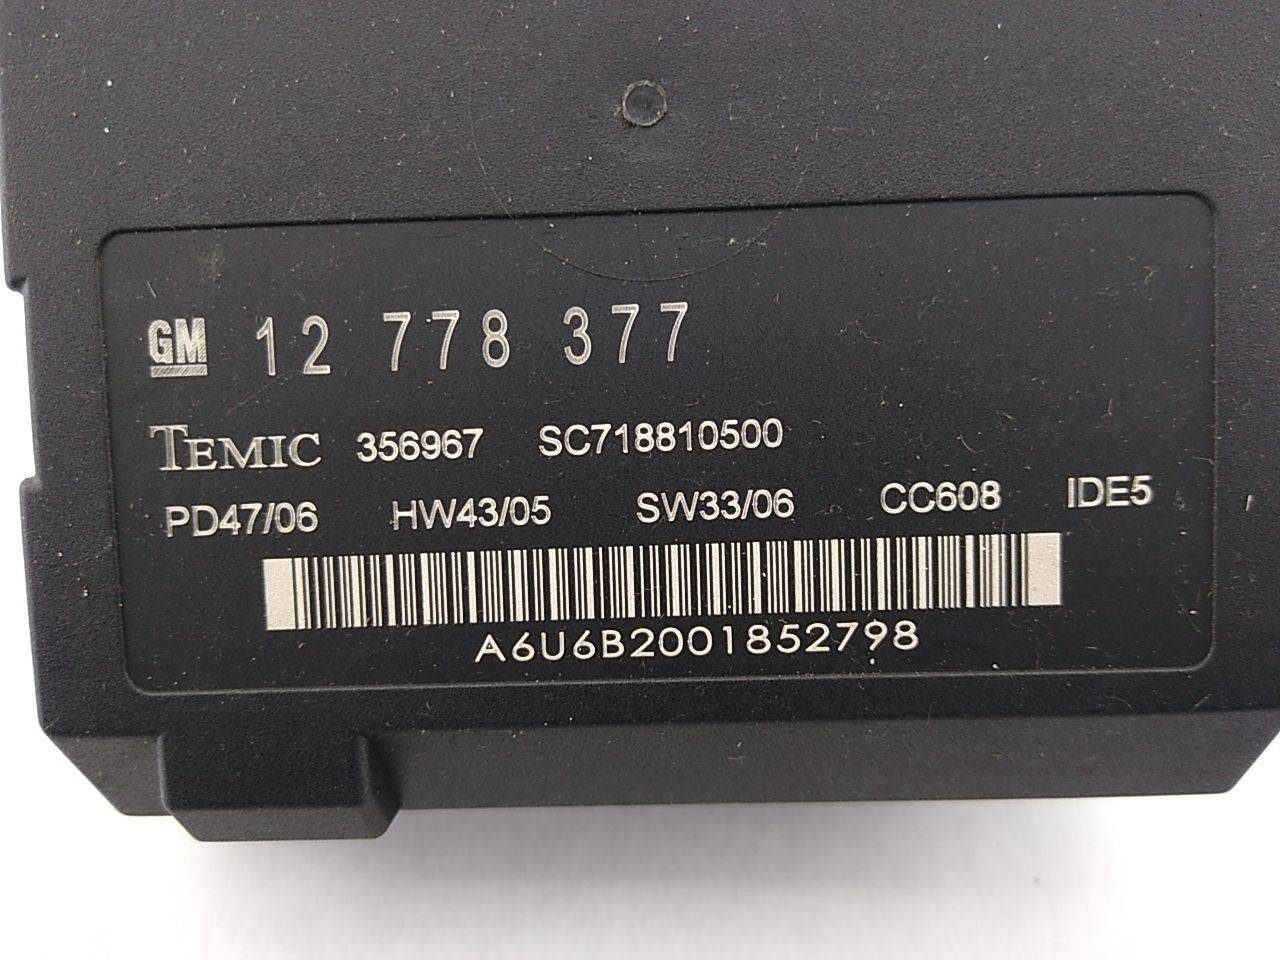 GM 12 778 377
TEMIC 356967 SC718810500
PD47/06 HW43/05 SW33/06 CC608 IDE5
A6U6B2001852798